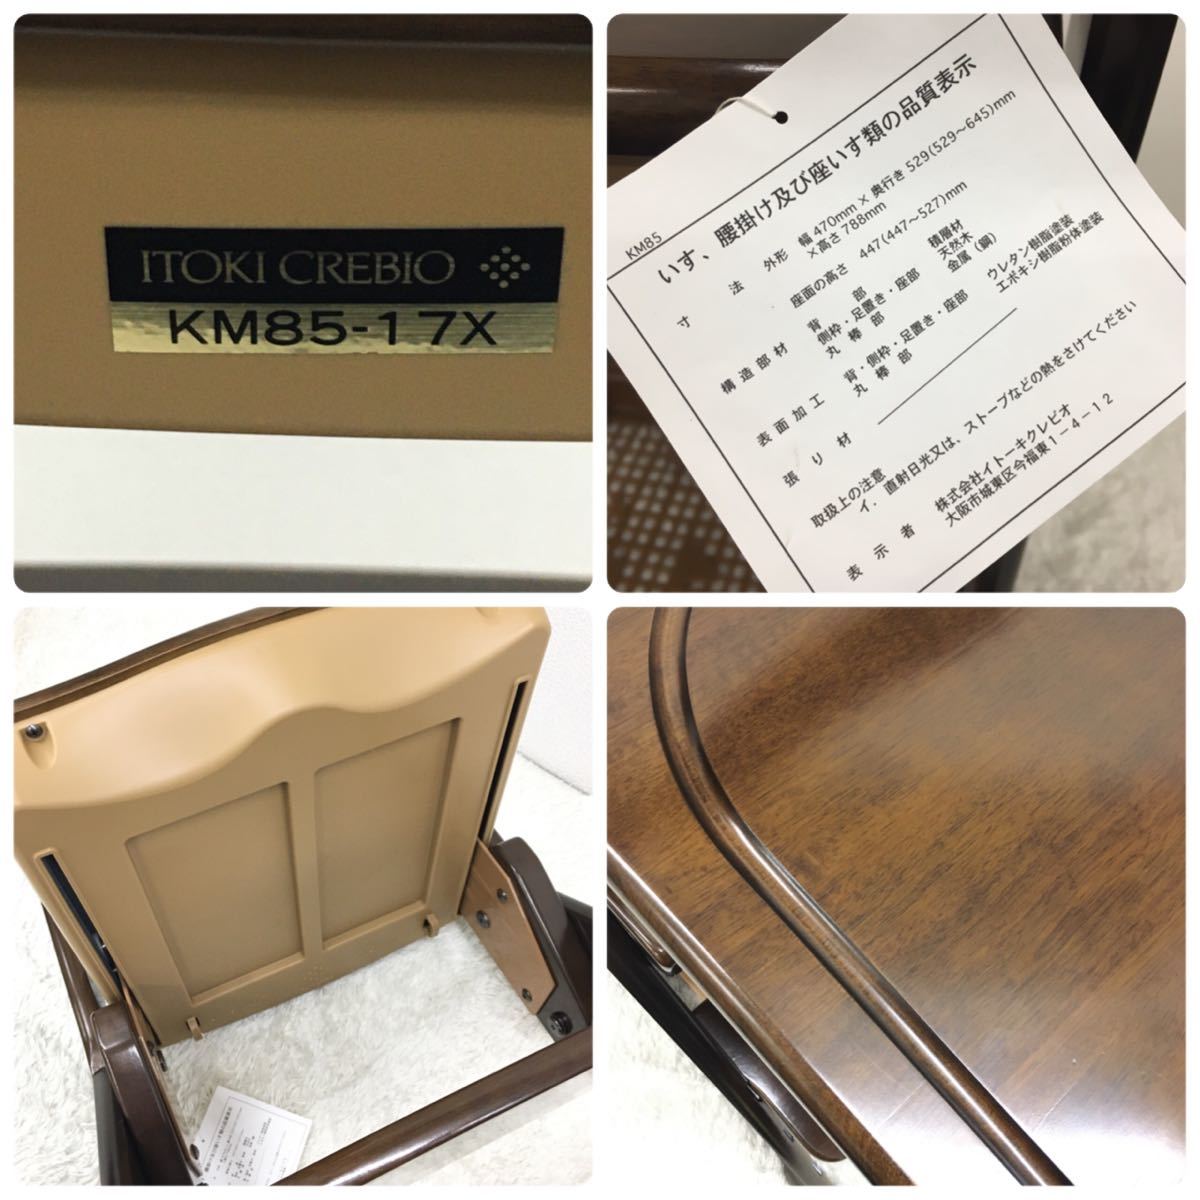 ITOKI CREBIO
KM85-17X
KM85
いす、腰掛け及び座いす類の品質表示
寸法 外形 幅 470mm × 奥行き 529(529～645)mm
×高さ 788mm
座面の高さ 447(447～527)mm
構造部材 背部 積層材
側枠・足置き・座部 天然木
丸棒部 金属(鋼)
表面加工 背・側枠・足置き・座部 ウレタン樹脂塗装
丸棒部 エポキシ樹脂粉体塗装
張り材
取扱上の注意
イ．直射日光又は、ストーブなどの熱をさけてください
表示者 株式会社イトーキクレビオ
大阪市城東区今福東1－4－12